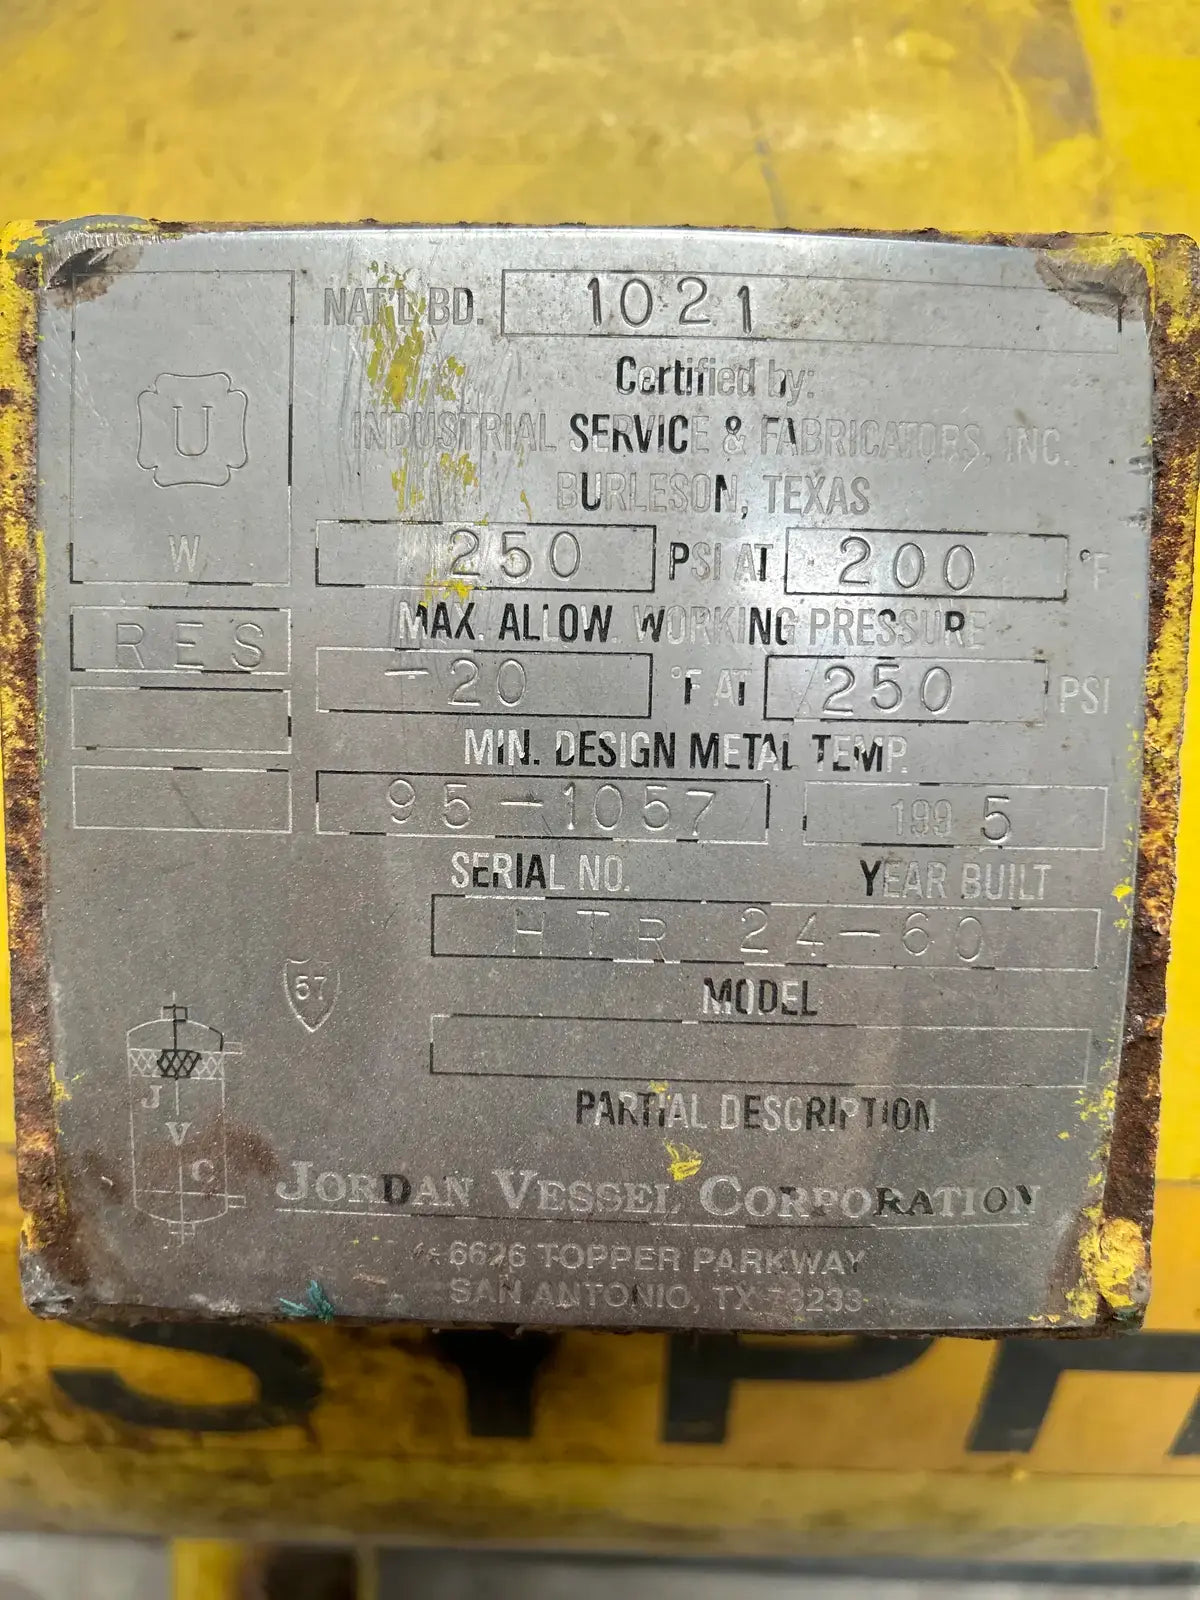 NAT'L BD. 1021
U
Certified by:
INDUSTRIAL SERVICE & FABRICATORS, INC.
BURLESON, TEXAS
W
250 PSI AT 200 °F
MAX. ALLOW. WORKING PRESSURE
RES
-20 °F AT 250 PSI
MIN. DESIGN METAL TEMP.
95-1057 1995
SERIAL NO. YEAR BUILT
HTR 24-60
MODEL
57
PARTIAL DESCRIPTION
J
V
C
JORDAN VESSEL CORPORATION
6626 TOPPER PARKWAY
SAN ANTONIO, TX 78233
SYPH